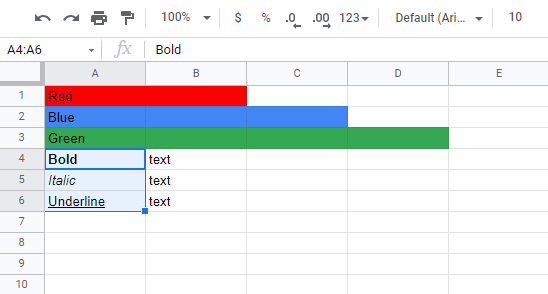 100% $ % .0 .00 123 Default (Ari... 10
A4:A6 fx Bold
A B C D E
1 Red
2 Blue
3 Green
4 Bold text
5 Italic text
6 Underline text
7
8
9
10